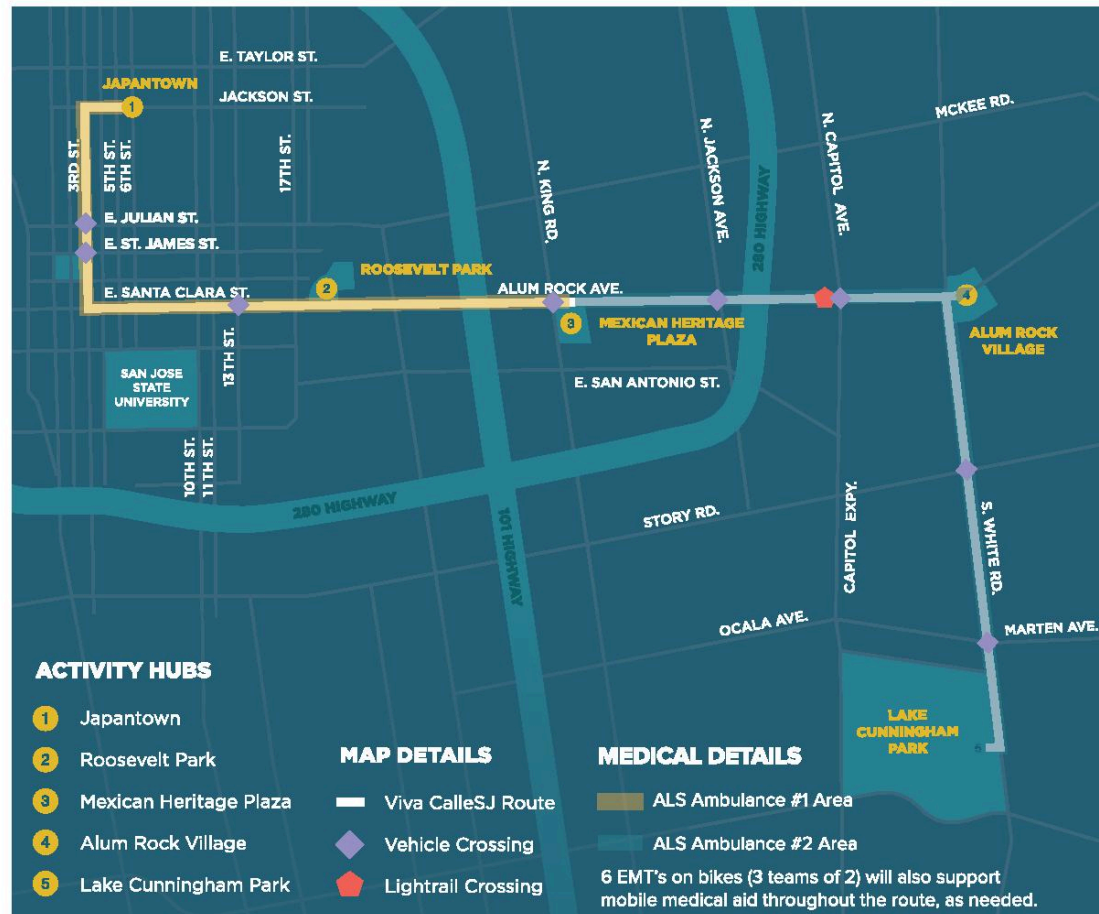 E. TAYLOR ST.
JAPANTOWN
1
JACKSON ST.
MCKEE RD.
3RD ST.
5TH ST.
6TH ST.
17TH ST.
N. KING RD.
N. JACKSON AVE.
280 HIGHWAY
N. CAPITOL AVE.
E. JULIAN ST.
E. ST. JAMES ST.
ROOSEVELT PARK
2
E. SANTA CLARA ST.
ALUM ROCK AVE.
3
MEXICAN HERITAGE
PLAZA
4
ALUM ROCK
VILLAGE
13TH ST.
SAN JOSE
STATE
UNIVERSITY
E. SAN ANTONIO ST.
10TH ST.
11TH ST.
280 HIGHWAY
101 HIGHWAY
STORY RD.
CAPITOL EXPY.
S. WHITE RD.
OCALA AVE.
MARTEN AVE.
LAKE
CUNNINGHAM
PARK
5
ACTIVITY HUBS
1 Japantown
2 Roosevelt Park
3 Mexican Heritage Plaza
4 Alum Rock Village
5 Lake Cunningham Park
MAP DETAILS
Viva CalleSJ Route
Vehicle Crossing
Lightrail Crossing
MEDICAL DETAILS
ALS Ambulance #1 Area
ALS Ambulance #2 Area
6 EMT's on bikes (3 teams of 2) will also support
mobile medical aid throughout the route, as needed.